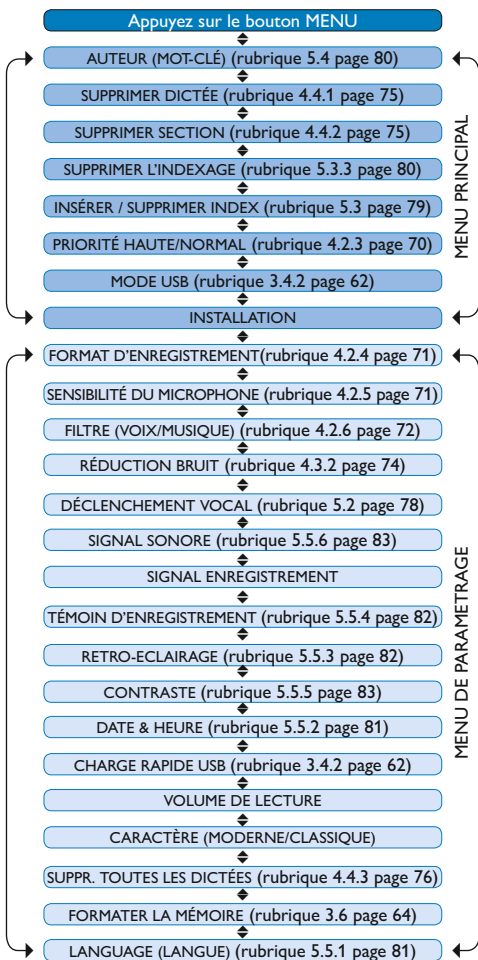 Appuyez sur le bouton MENU
AUTEUR (MOT-CLÉ) (rubrique 5.4 page 80)
SUPPRIMER DICTÉE (rubrique 4.4.1 page 75)
SUPPRIMER SECTION (rubrique 4.4.2 page 75)
SUPPRIMER L'INDEXAGE (rubrique 5.3.3 page 80)
INSÉRER / SUPPRIMER INDEX (rubrique 5.3 page 79)
PRIORITÉ HAUTE/NORMAL (rubrique 4.2.3 page 70)
MODE USB (rubrique 3.4.2 page 62)
INSTALLATION
MENU PRINCIPAL
FORMAT D'ENREGISTREMENT(rubrique 4.2.4 page 71)
SENSIBILITÉ DU MICROPHONE (rubrique 4.2.5 page 71)
FILTRE (VOIX/MUSIQUE) (rubrique 4.2.6 page 72)
RÉDUCTION BRUIT (rubrique 4.3.2 page 74)
DÉCLENCHEMENT VOCAL (rubrique 5.2 page 78)
SIGNAL SONORE (rubrique 5.5.6 page 83)
SIGNAL ENREGISTREMENT
TÉMOIN D'ENREGISTREMENT (rubrique 5.5.4 page 82)
RETRO-ECLAIRAGE (rubrique 5.5.3 page 82)
CONTRASTE (rubrique 5.5.5 page 83)
DATE & HEURE (rubrique 5.5.2 page 81)
CHARGE RAPIDE USB (rubrique 3.4.2 page 62)
VOLUME DE LECTURE
CARACTÈRE (MODERNE/CLASSIQUE)
SUPPR. TOUTES LES DICTÉES (rubrique 4.4.3 page 76)
FORMATER LA MÉMOIRE (rubrique 3.6 page 64)
LANGUAGE (LANGUE) (rubrique 5.5.1 page 81)
MENU DE PARAMETRAGE